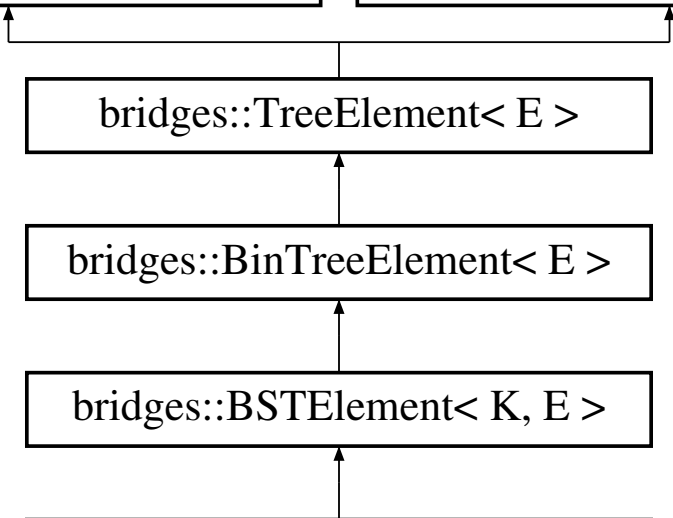 bridges::TreeElement< E >
bridges::BinTreeElement< E >
bridges::BSTElement< K, E >